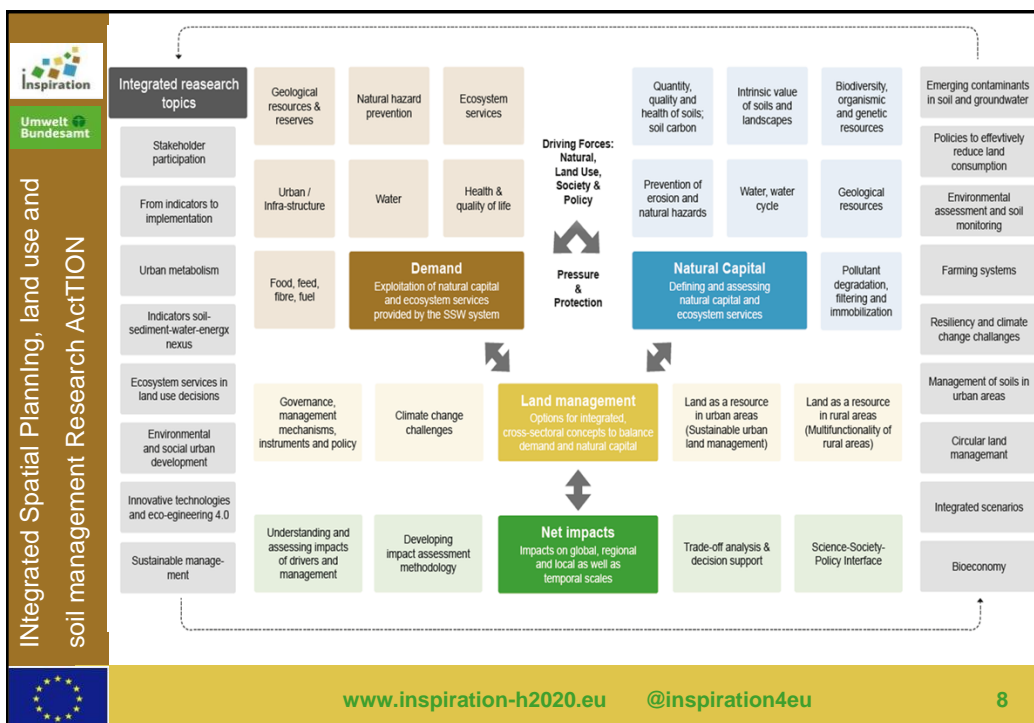 inspiration
Umwelt
Bundesamt
INtegrated Spatial PlannIng, land use and
soil management Research ActTION
Integrated reasearch
topics
Stakeholder
participation
From indicators to
implementation
Urban metabolism
Indicators soil-
sediment-water-energx
nexus
Ecosystem services in
land use decisions
Environmental
and social urban
development
Innovative technologies
and eco-egineering 4.0
Sustainable manage-
ment
Geological
resources &
reserves
Natural hazard
prevention
Ecosystem
services
Urban /
Infra-structure
Water
Health &
quality of life
Food, feed,
fibre, fuel
Demand
Exploitation of natural capital
and ecosystem services
provided by the SSW system
Driving Forces:
Natural,
Land Use,
Society &
Policy
Pressure
&
Protection
Quantity,
quality and
health of soils;
soil carbon
Intrinsic value
of soils and
landscapes
Biodiversity,
organismic
and genetic
resources
Prevention of
erosion and
natural hazards
Water, water
cycle
Geological
resources
Natural Capital
Defining and assessing
natural capital and
ecosystem services
Pollutant
degradation,
filtering and
immobilization
Governance,
management
mechanisms,
instruments and policy
Climate change
challenges
Land management
Options for integrated,
cross-sectoral concepts to balance
demand and natural capital
Land as a resource
in urban areas
(Sustainable urban
land management)
Land as a resource
in rural areas
(Multifunctionality of
rural areas)
Understanding and
assessing impacts
of drivers and
management
Developing
impact assessment
methodology
Net impacts
Impacts on global, regional
and local as well as
temporal scales
Trade-off analysis &
decision support
Science-Society-
Policy Interface
Emerging contaminants
in soil and groundwater
Policies to effevtively
reduce land
consumption
Environmental
assessment and soil
monitoring
Farming systems
Resiliency and climate
change challanges
Management of soils in
urban areas
Circular land
managemant
Integrated scenarios
Bioeconomy
www.inspiration-h2020.eu @inspiration4eu 8